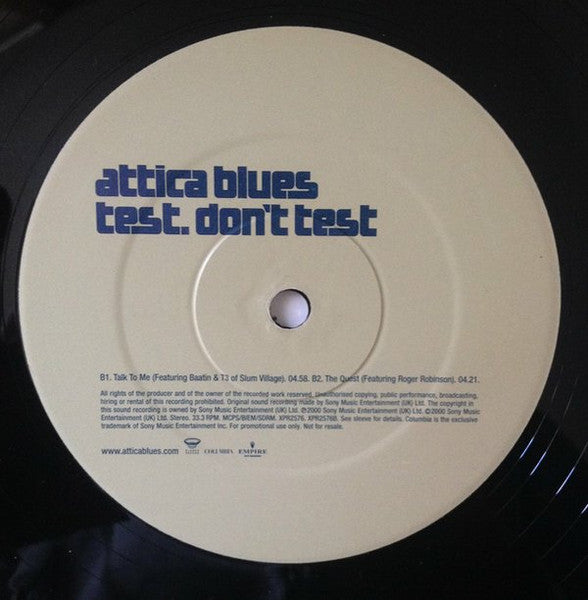 attica blues
test. don't test
B1. Talk To Me (Featuring Baatin & T3 of Slum Village). 04.58. B2. The Quest (Featuring Roger Robinson). 04.21.
All rights of the producer and of the owner of the recorded work reserved. Unauthorised copying, public performance, broadcasting,
hiring or rental of this recording prohibited. Original sound recording made by Sony Music Entertainment (UK) Ltd. The copyright in
this sound recording is owned by Sony Music Entertainment (UK) Ltd. ℗2000 Sony Music Entertainment (UK) Ltd. ©2000 Sony Music
Entertainment (UK) Ltd. Stereo. 33.3 RPM. MCPS/BIEM/SDRM. XPR2576. XPR2576B. See sleeve for details. Columbia is the exclusive
trademark of Sony Music Entertainment Inc. For promotional use only. Not for resale.
www.atticablues.com COLUMBIA EMPIRE